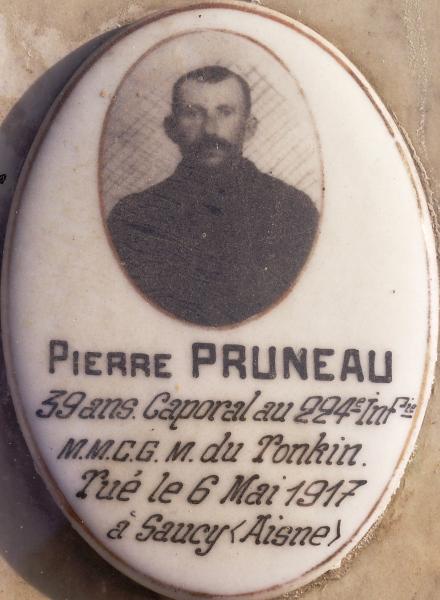 PIERRE PRUNEAU
39 ans. Caporal au 224e Infie
M.M.C.G. M. du Tonkin.
Tué le 6 Mai 1917
à Saucy <Aisne>